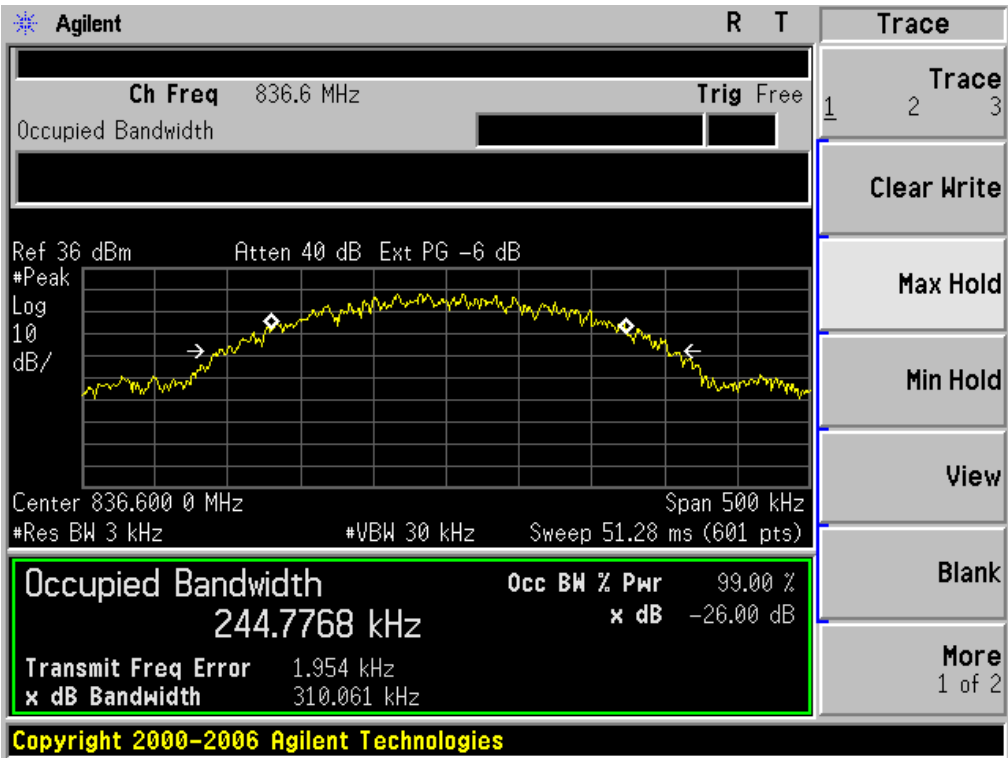 Agilent R T Trace
Ch Freq 836.6 MHz Trig Free
Occupied Bandwidth
Trace
1 2 3
Clear Write
Max Hold
Min Hold
View
Blank
More
1 of 2
Ref 36 dBm Atten 40 dB Ext PG -6 dB
#Peak
Log
10
dB/
Center 836.600 0 MHz Span 500 kHz
#Res BW 3 kHz #VBW 30 kHz Sweep 51.28 ms (601 pts)
Occupied Bandwidth Occ BW % Pwr 99.00 %
244.7768 kHz x dB -26.00 dB
Transmit Freq Error 1.954 kHz
x dB Bandwidth 310.061 kHz
Copyright 2000-2006 Agilent Technologies